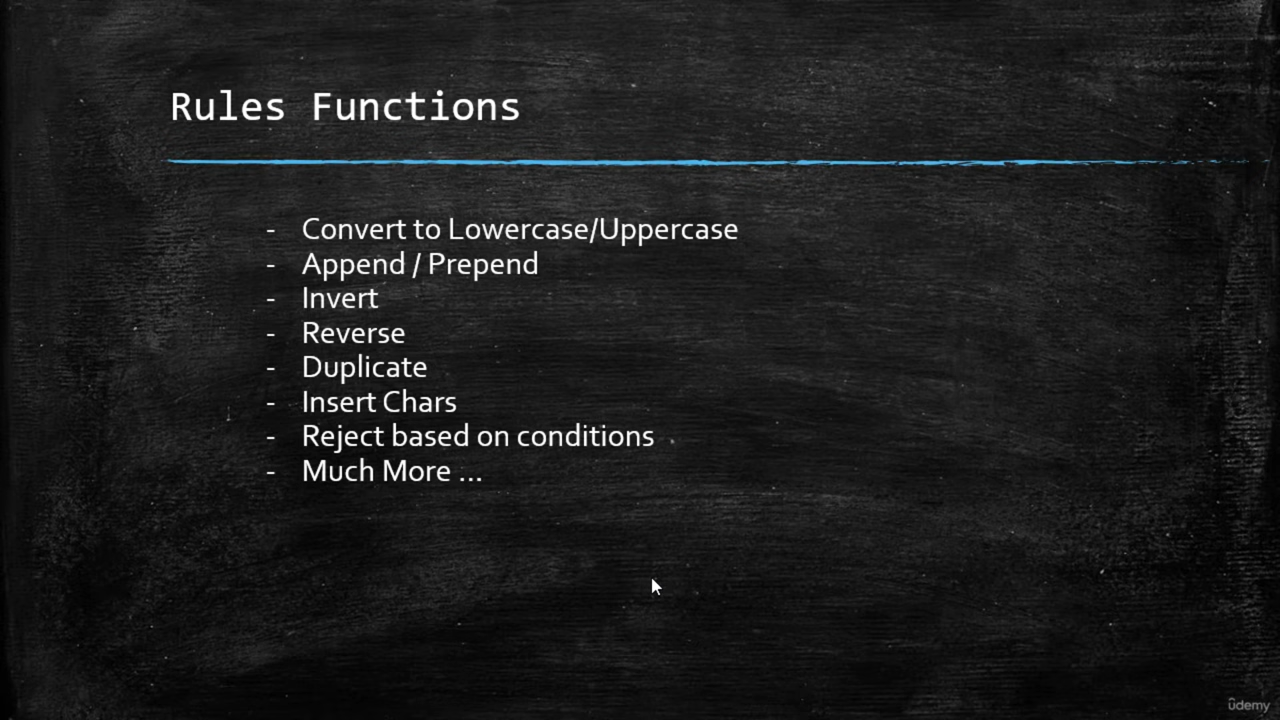 Rules Functions
- Convert to Lowercase/Uppercase
- Append / Prepend
- Invert
- Reverse
- Duplicate
- Insert Chars
- Reject based on conditions
- Much More ...
ûdemy